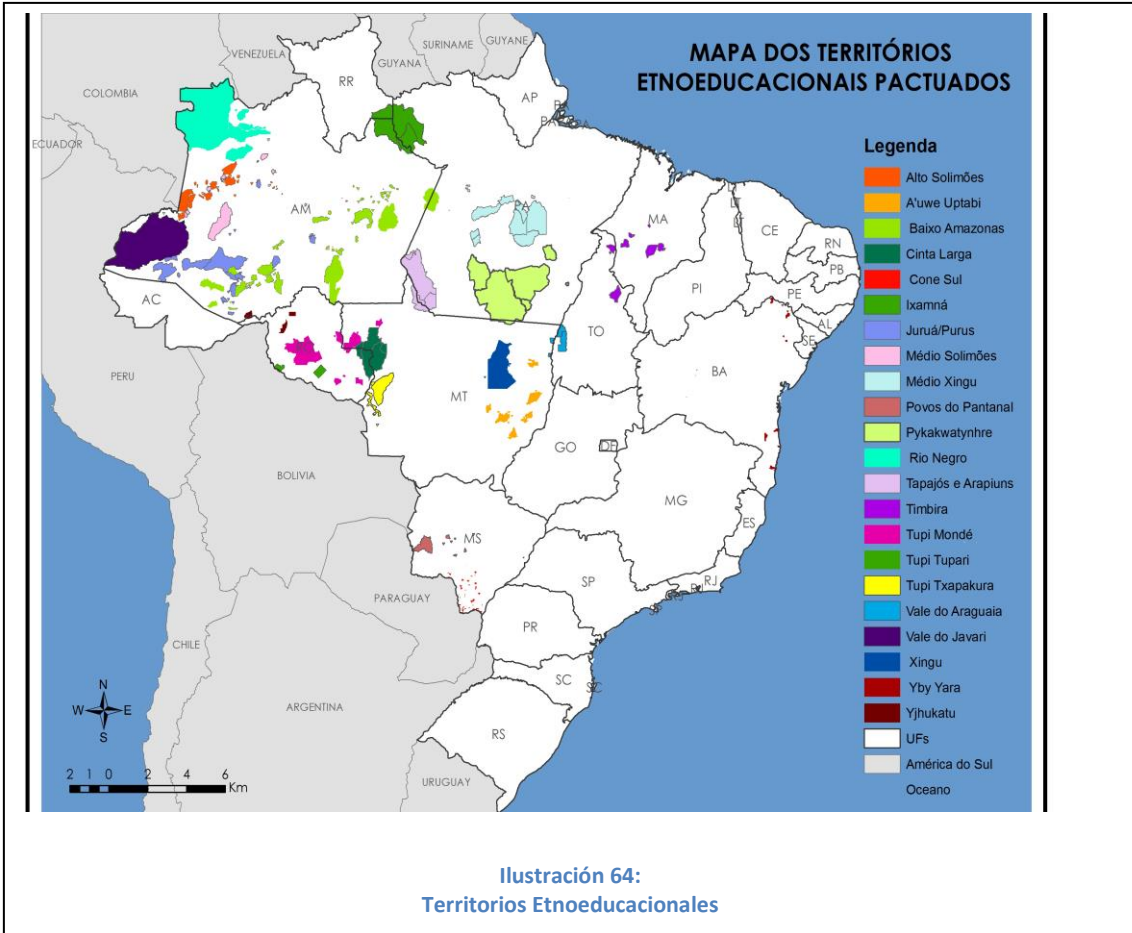 MAPA DOS TERRITÓRIOS
ETNOEDUCACIONAIS PACTUADOS
VENEZUELA
SURINAME
GUYANE
GUYANA
COLOMBIA
ECUADOR
PERU
BOLIVIA
PARAGUAY
CHILE
ARGENTINA
URUGUAY
RR
AP
AM
PA
MA
CE
RN
PB
PE
AL
SE
PI
AC
TO
BA
MT
GO
DF
MG
ES
MS
SP
RJ
PR
SC
RS
Legenda
Alto Solimões
A'uwe Uptabi
Baixo Amazonas
Cinta Larga
Cone Sul
Ixamná
Juruá/Purus
Médio Solimões
Médio Xingu
Povos do Pantanal
Pykakwatynhre
Rio Negro
Tapajós e Arapiuns
Timbira
Tupi Mondé
Tupi Tupari
Tupi Txapakura
Vale do Araguaia
Vale do Javari
Xingu
Yby Yara
Yjhukatu
UFs
América do Sul
Oceano
N
W E
S
2 1 0 2 4 6
Km
Ilustración 64:
Territorios Etnoeducacionales